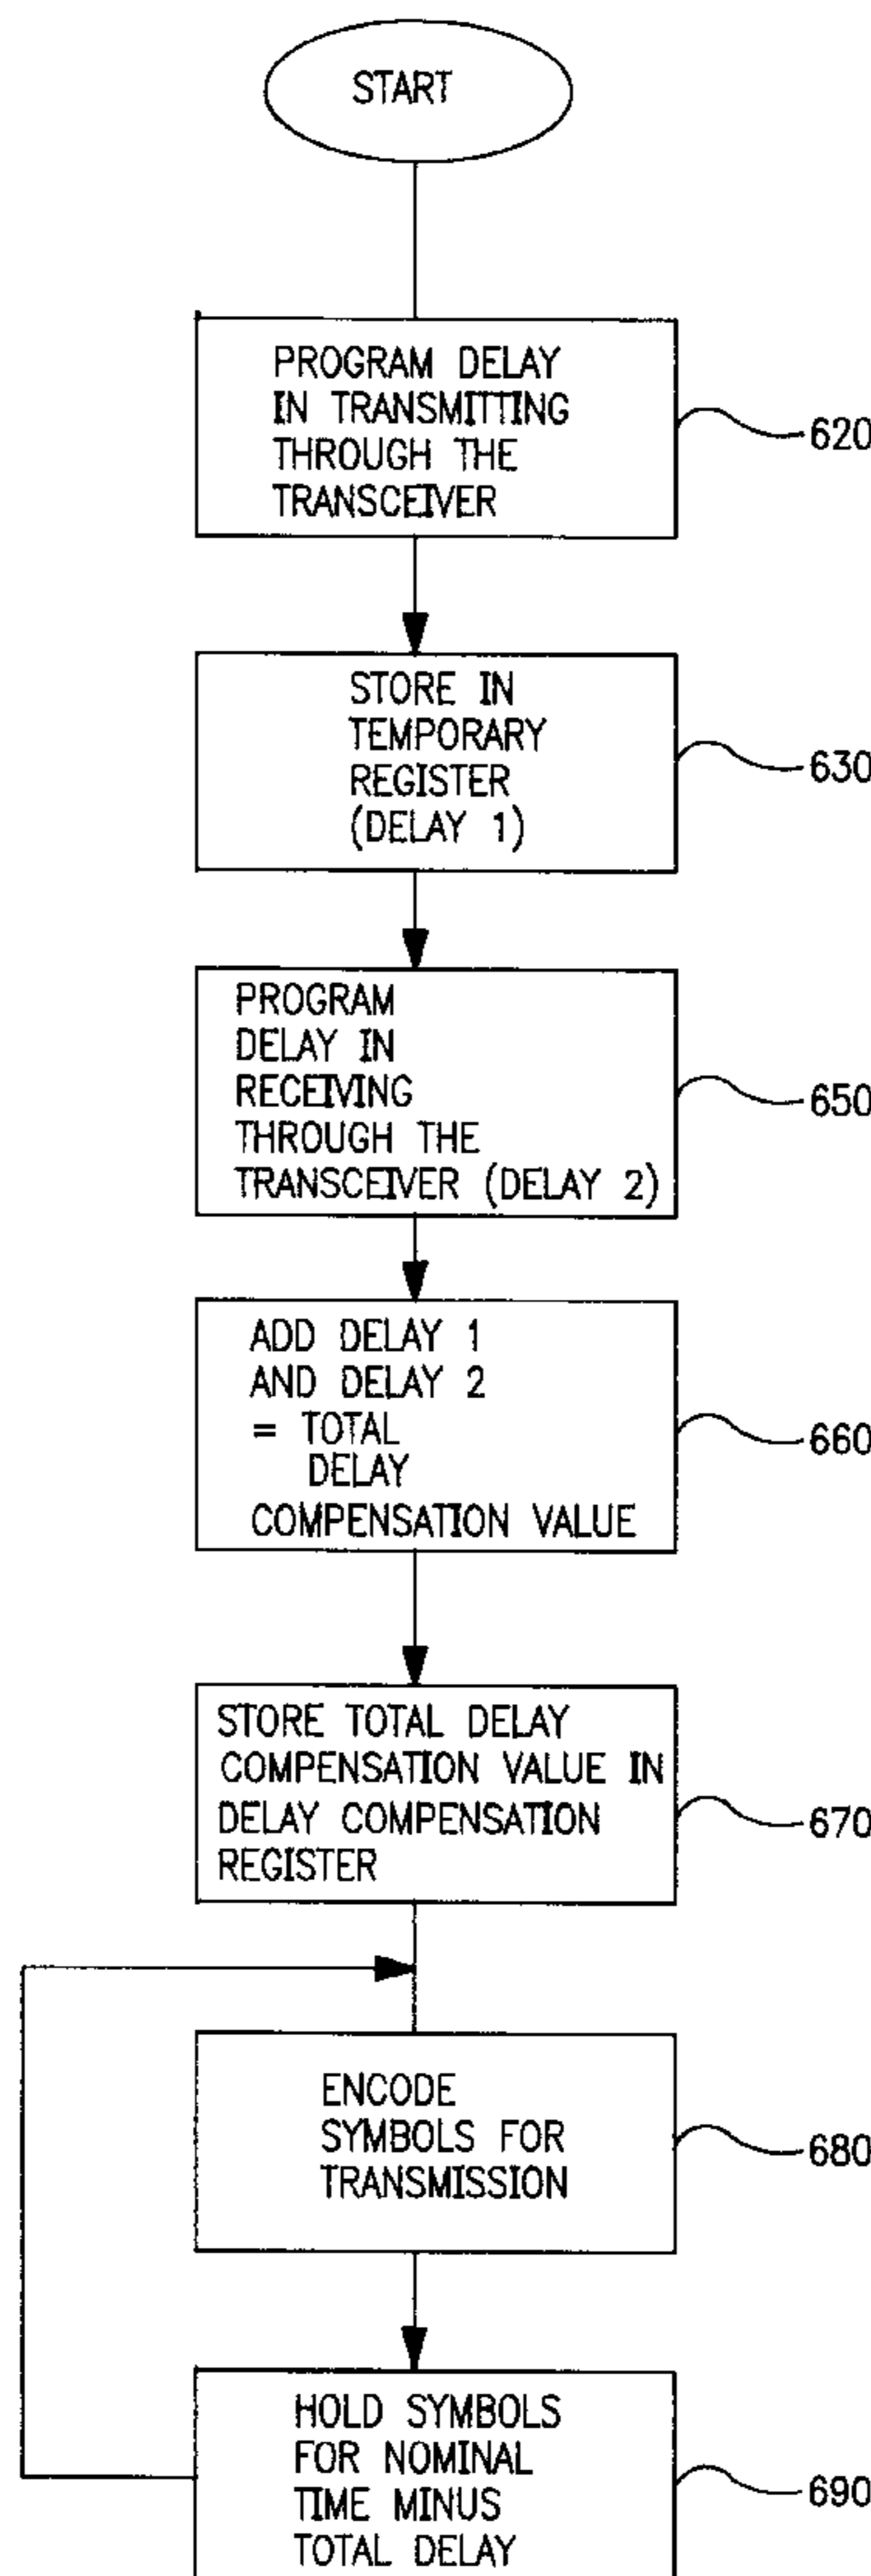 START
PROGRAM DELAY
IN TRANSMITTING
THROUGH THE
TRANSCEIVER
620
STORE IN
TEMPORARY
REGISTER
(DELAY 1)
630
PROGRAM
DELAY IN
RECEIVING
THROUGH THE
TRANSCEIVER (DELAY 2)
650
ADD DELAY 1
AND DELAY 2
= TOTAL
DELAY
COMPENSATION VALUE
660
STORE TOTAL DELAY
COMPENSATION VALUE IN
DELAY COMPENSATION
REGISTER
670
ENCODE
SYMBOLS FOR
TRANSMISSION
680
HOLD SYMBOLS
FOR NOMINAL
TIME MINUS
TOTAL DELAY
690